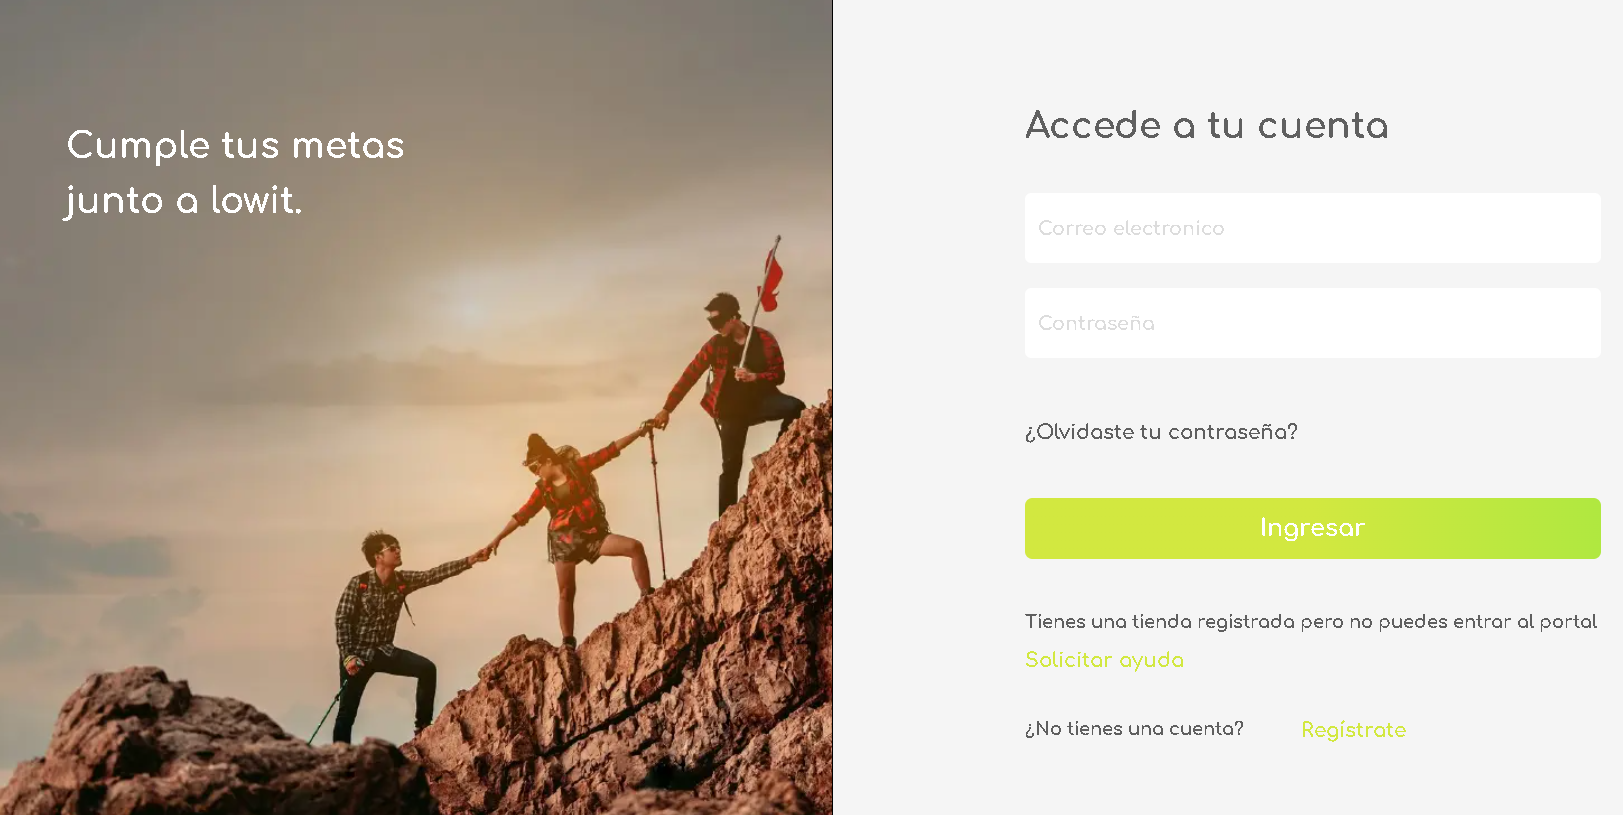 Cumple tus metas
junto a lowit.
Accede a tu cuenta
Correo electronico
Contraseña
¿Olvidaste tu contraseña?
Ingresar
Tienes una tienda registrada pero no puedes entrar al portal
Solicitar ayuda
¿No tienes una cuenta? Regístrate